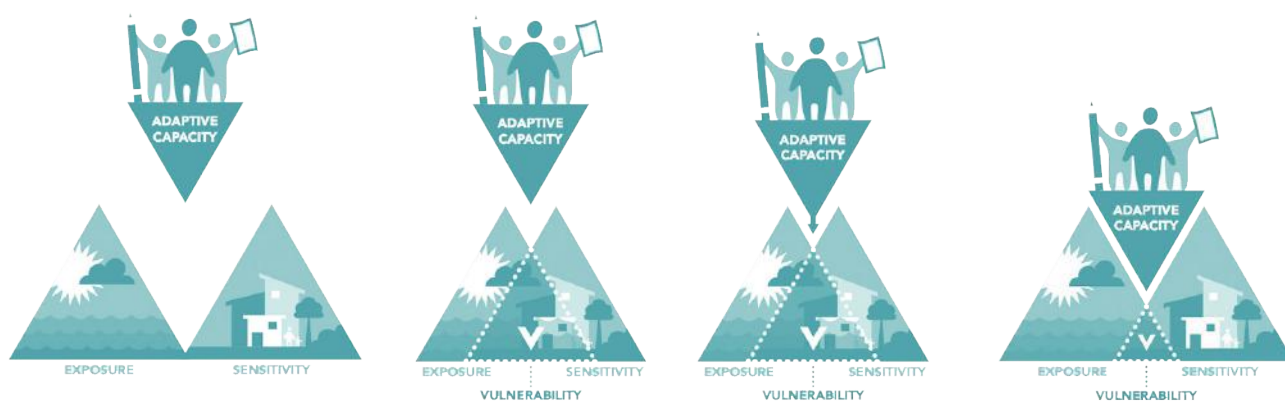 ADAPTIVE
CAPACITY
EXPOSURE
SENSITIVITY
ADAPTIVE
CAPACITY
V
EXPOSURE
SENSITIVITY
VULNERABILITY
ADAPTIVE
CAPACITY
V
EXPOSURE
SENSITIVITY
VULNERABILITY
ADAPTIVE
CAPACITY
V
EXPOSURE
SENSITIVITY
VULNERABILITY